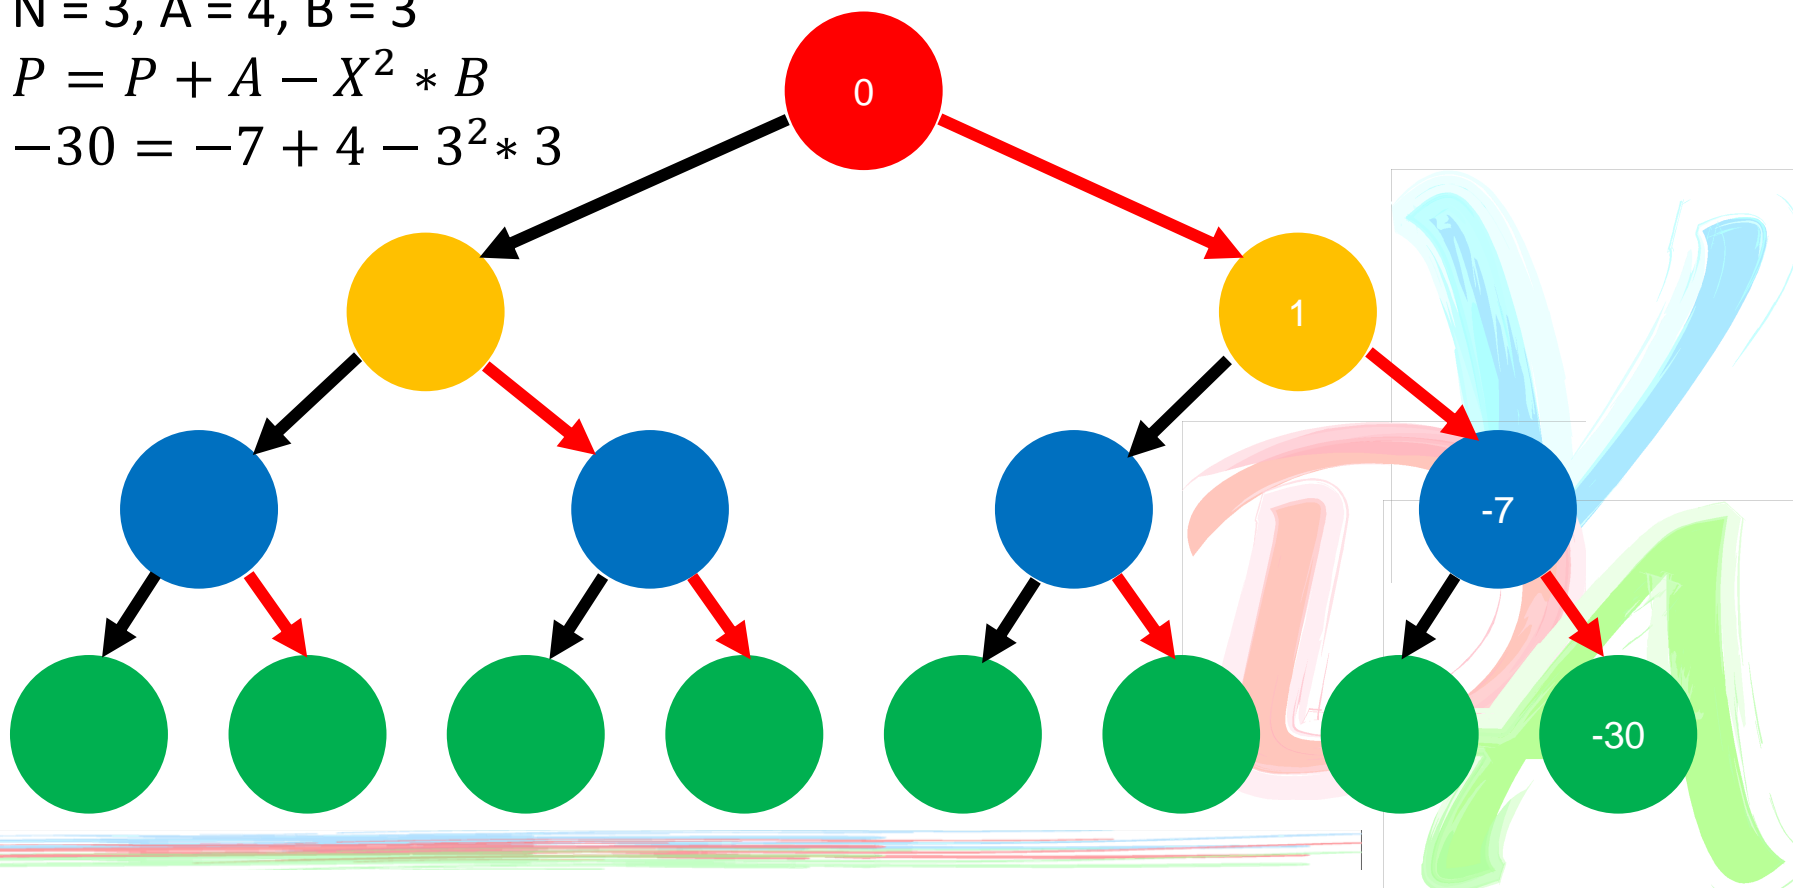 N = 3, A = 4, B = 3
P = P + A − X² * B
−30 = −7 + 4 − 3² * 3
0
1
-7
-30